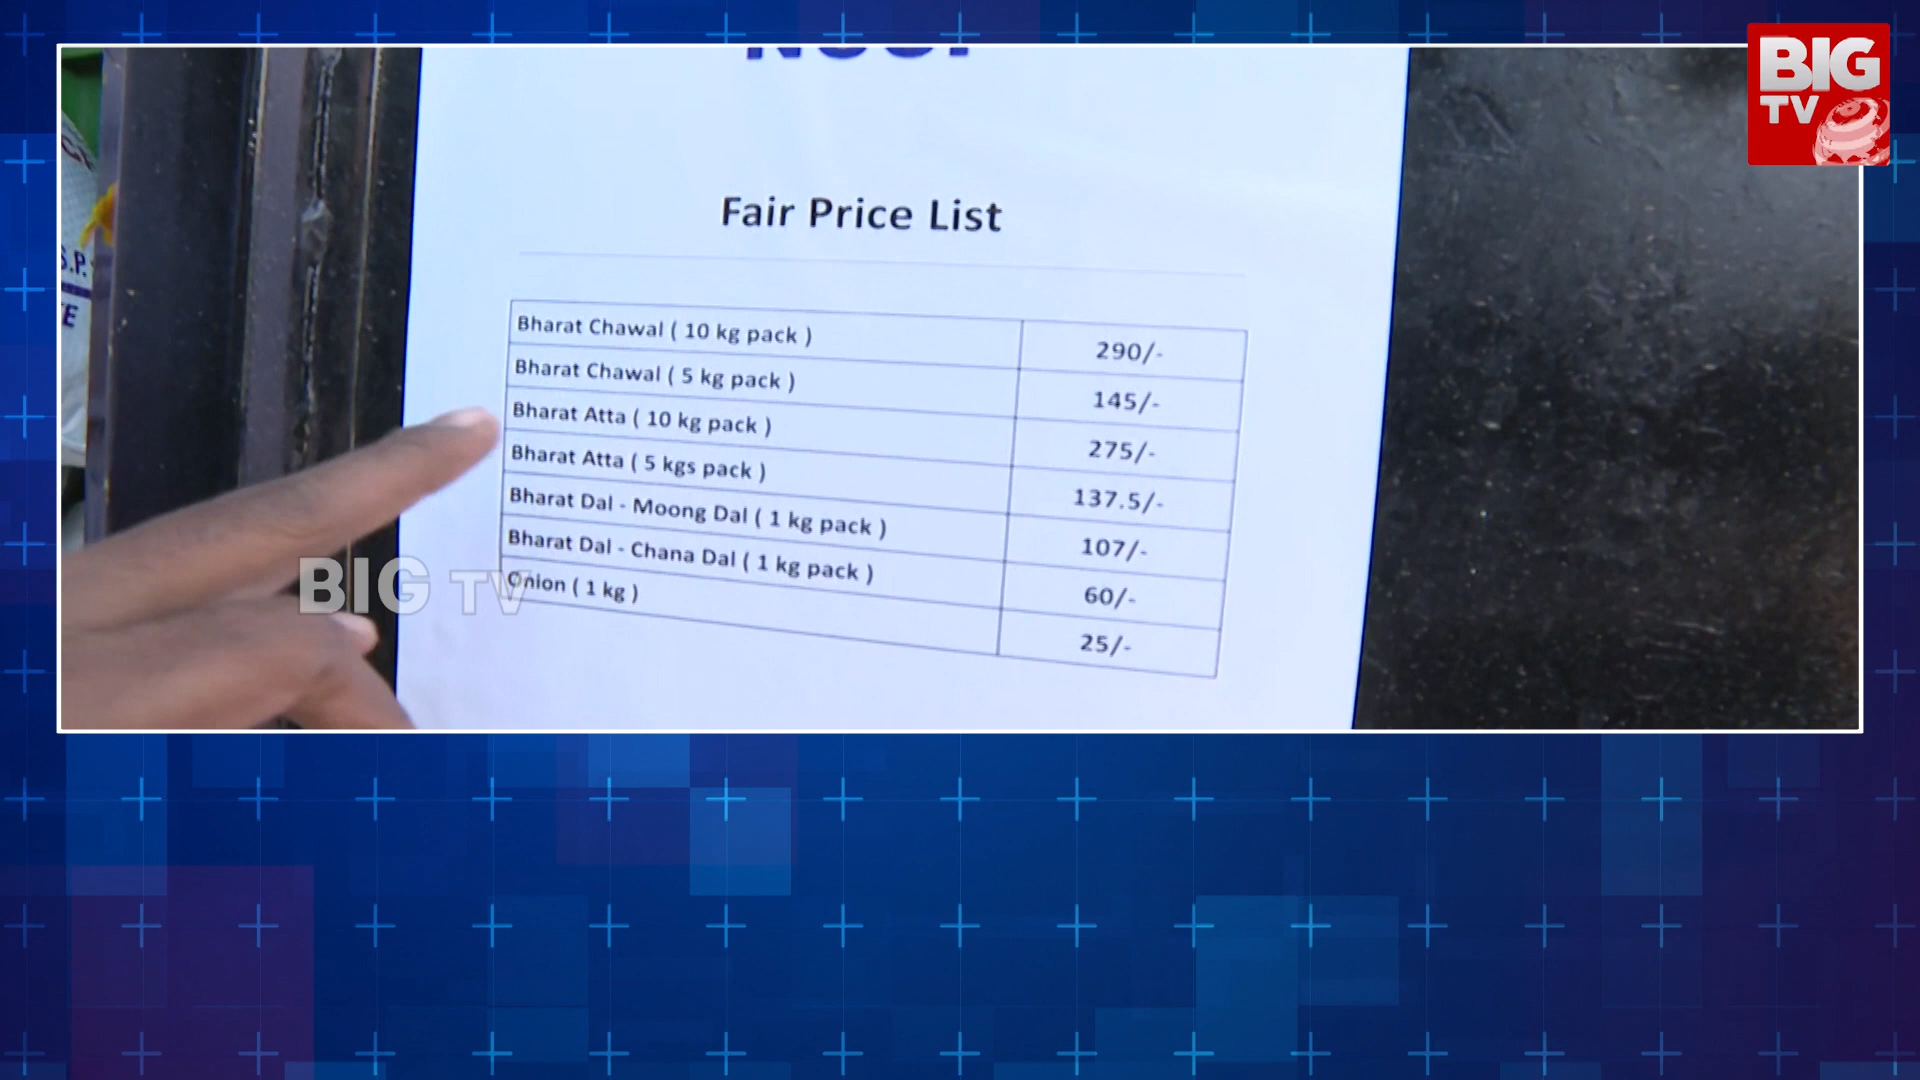 BIG
TV
Fair Price List
Bharat Chawal ( 10 kg pack ) 290/-
Bharat Chawal ( 5 kg pack ) 145/-
Bharat Atta ( 10 kg pack ) 275/-
Bharat Atta ( 5 kgs pack ) 137.5/-
Bharat Dal - Moong Dal ( 1 kg pack ) 107/-
Bharat Dal - Chana Dal ( 1 kg pack ) 60/-
Onion ( 1 kg ) 25/-
BIG TV
S.P.